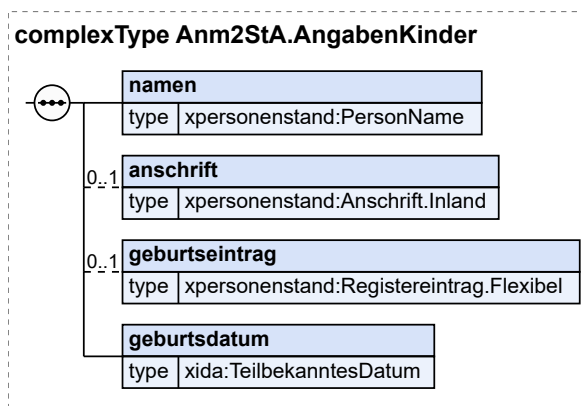 complexType Anm2StA.AngabenKinder
namen
type xpersonenstand:PersonName
0..1 anschrift
type xpersonenstand:Anschrift.Inland
0..1 geburtseintrag
type xpersonenstand:Registereintrag.Flexibel
geburtsdatum
type xida:TeilbekanntesDatum